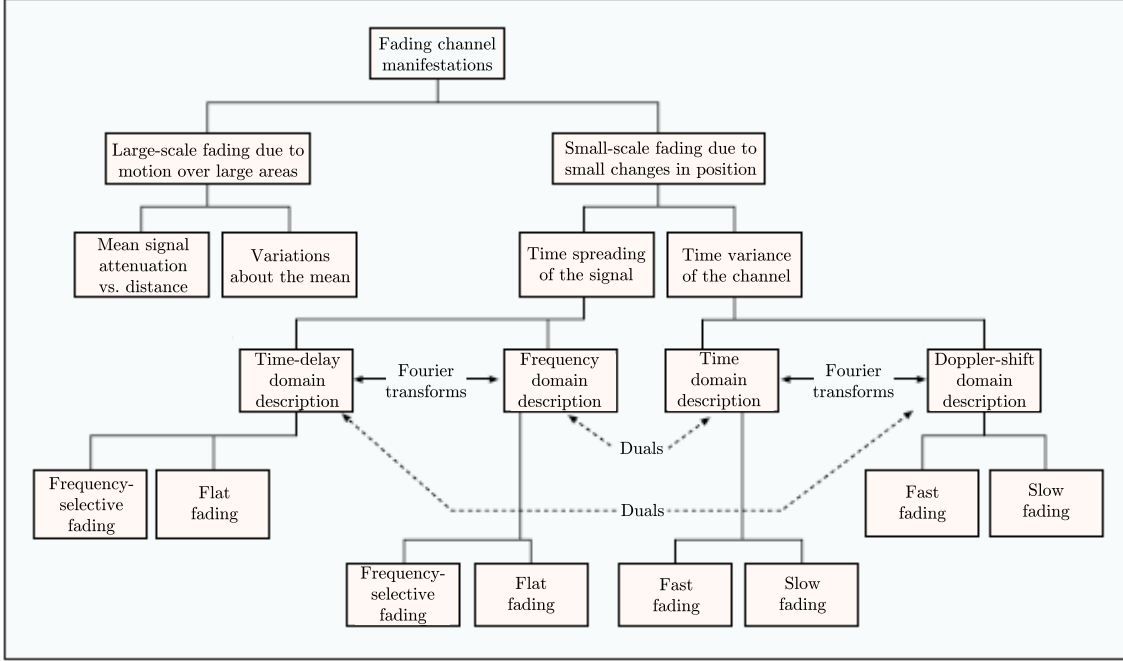 Fading channel
manifestations
Large-scale fading due to
motion over large areas
Small-scale fading due to
small changes in position
Mean signal
attenuation
vs. distance
Variations
about the mean
Time spreading
of the signal
Time variance
of the channel
Time-delay
domain
description
Fourier
transforms
Frequency
domain
description
Time
domain
description
Fourier
transforms
Doppler-shift
domain
description
Duals
Frequency-
selective
fading
Flat
fading
Duals
Fast
fading
Slow
fading
Frequency-
selective
fading
Flat
fading
Fast
fading
Slow
fading